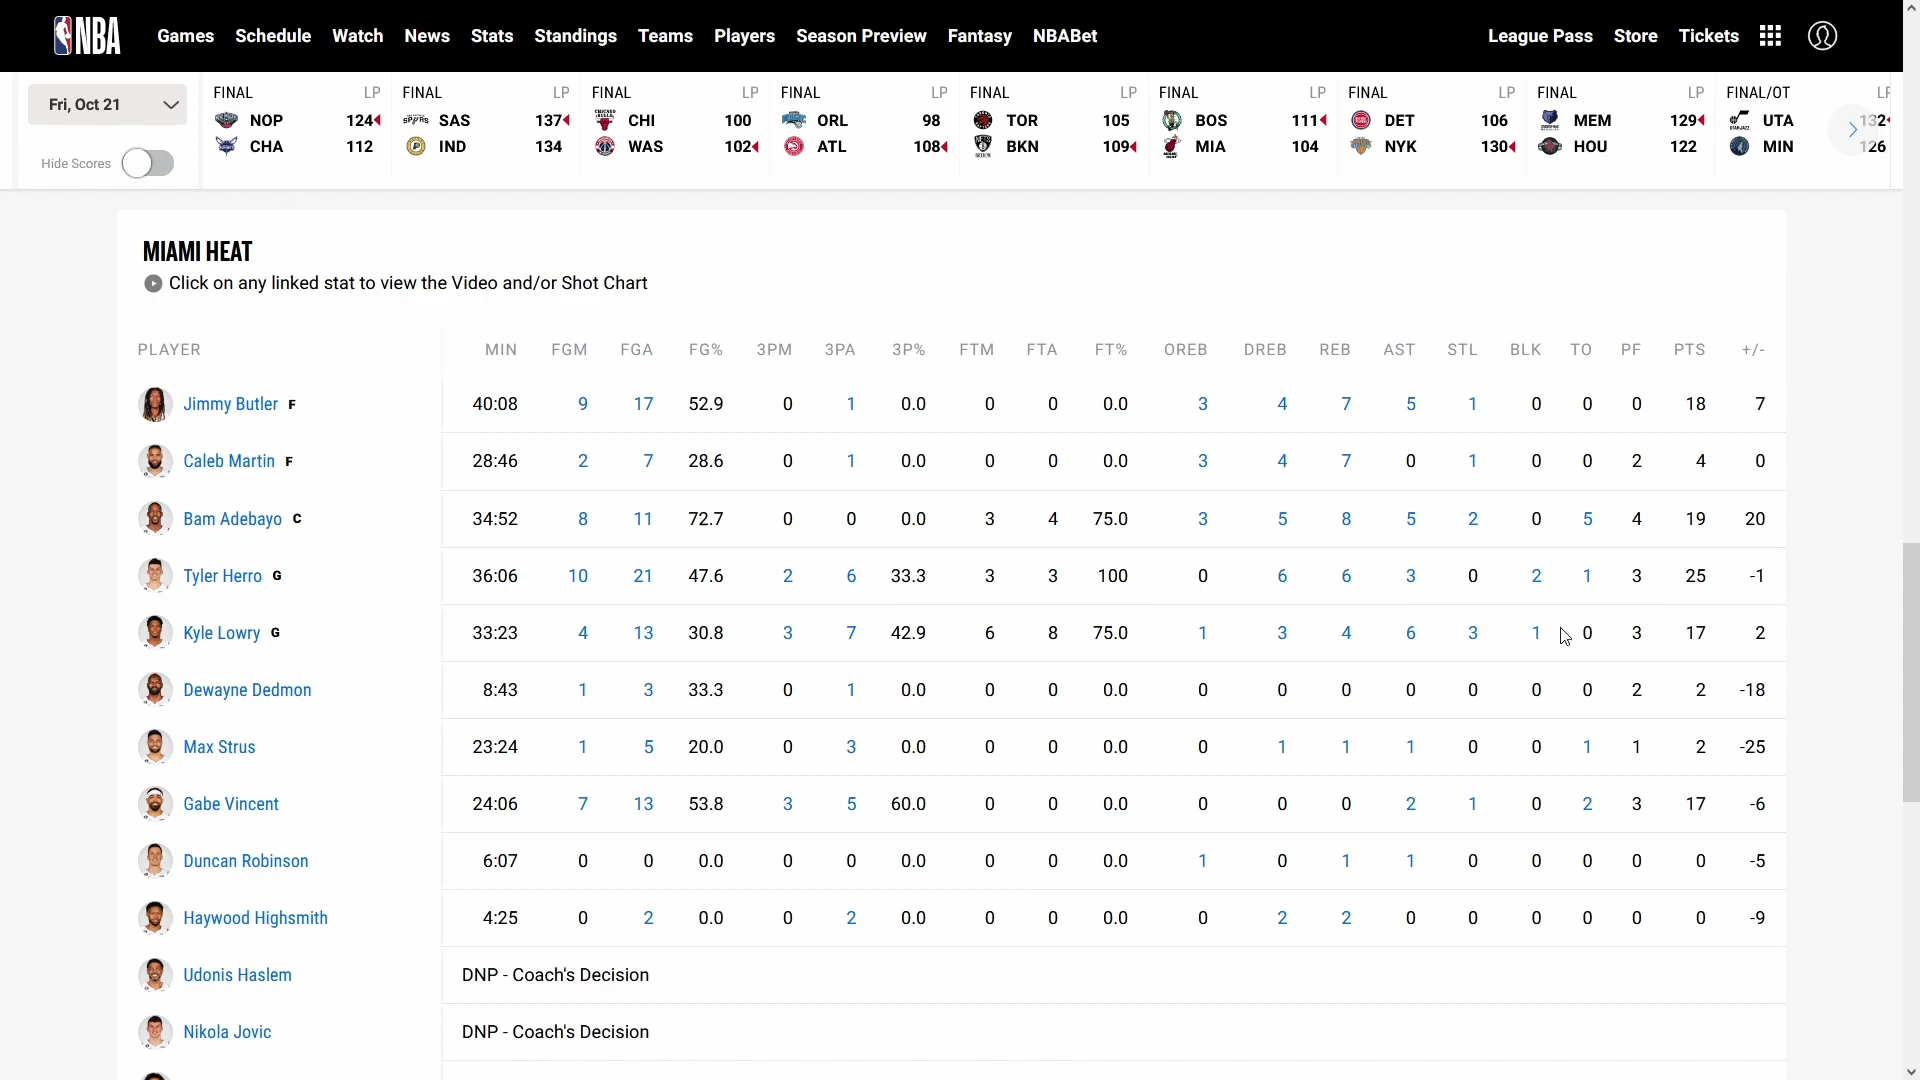 NBA Games Schedule Watch News Stats Standings Teams Players Season Preview Fantasy NBABet League Pass Store Tickets
Fri, Oct 21
Hide Scores
FINAL LP
NOP 124
CHA 112
FINAL LP
SAS 137
IND 134
FINAL LP
CHI 100
WAS 102
FINAL LP
ORL 98
ATL 108
FINAL LP
TOR 105
BKN 109
FINAL LP
BOS 111
MIA 104
FINAL LP
DET 106
NYK 130
FINAL LP
MEM 129
HOU 122
FINAL/OT LP
UTA 132
MIN 126
MIAMI HEAT
Click on any linked stat to view the Video and/or Shot Chart
PLAYER MIN FGM FGA FG% 3PM 3PA 3P% FTM FTA FT% OREB DREB REB AST STL BLK TO PF PTS +/-
Jimmy Butler F 40:08 9 17 52.9 0 1 0.0 0 0 0.0 3 4 7 5 1 0 0 0 18 7
Caleb Martin F 28:46 2 7 28.6 0 1 0.0 0 0 0.0 3 4 7 0 1 0 0 2 4 0
Bam Adebayo C 34:52 8 11 72.7 0 0 0.0 3 4 75.0 3 5 8 5 2 0 5 4 19 20
Tyler Herro G 36:06 10 21 47.6 2 6 33.3 3 3 100 0 6 6 3 0 2 1 3 25 -1
Kyle Lowry G 33:23 4 13 30.8 3 7 42.9 6 8 75.0 1 3 4 6 3 1 0 3 17 2
Dewayne Dedmon 8:43 1 3 33.3 0 1 0.0 0 0 0.0 0 0 0 0 0 0 0 2 2 -18
Max Strus 23:24 1 5 20.0 0 3 0.0 0 0 0.0 0 1 1 1 0 0 1 1 2 -25
Gabe Vincent 24:06 7 13 53.8 3 5 60.0 0 0 0.0 0 0 0 2 1 0 2 3 17 -6
Duncan Robinson 6:07 0 0 0.0 0 0 0.0 0 0 0.0 1 0 1 1 0 0 0 0 0 -5
Haywood Highsmith 4:25 0 2 0.0 0 2 0.0 0 0 0.0 0 2 2 0 0 0 0 0 0 -9
Udonis Haslem DNP - Coach's Decision
Nikola Jovic DNP - Coach's Decision